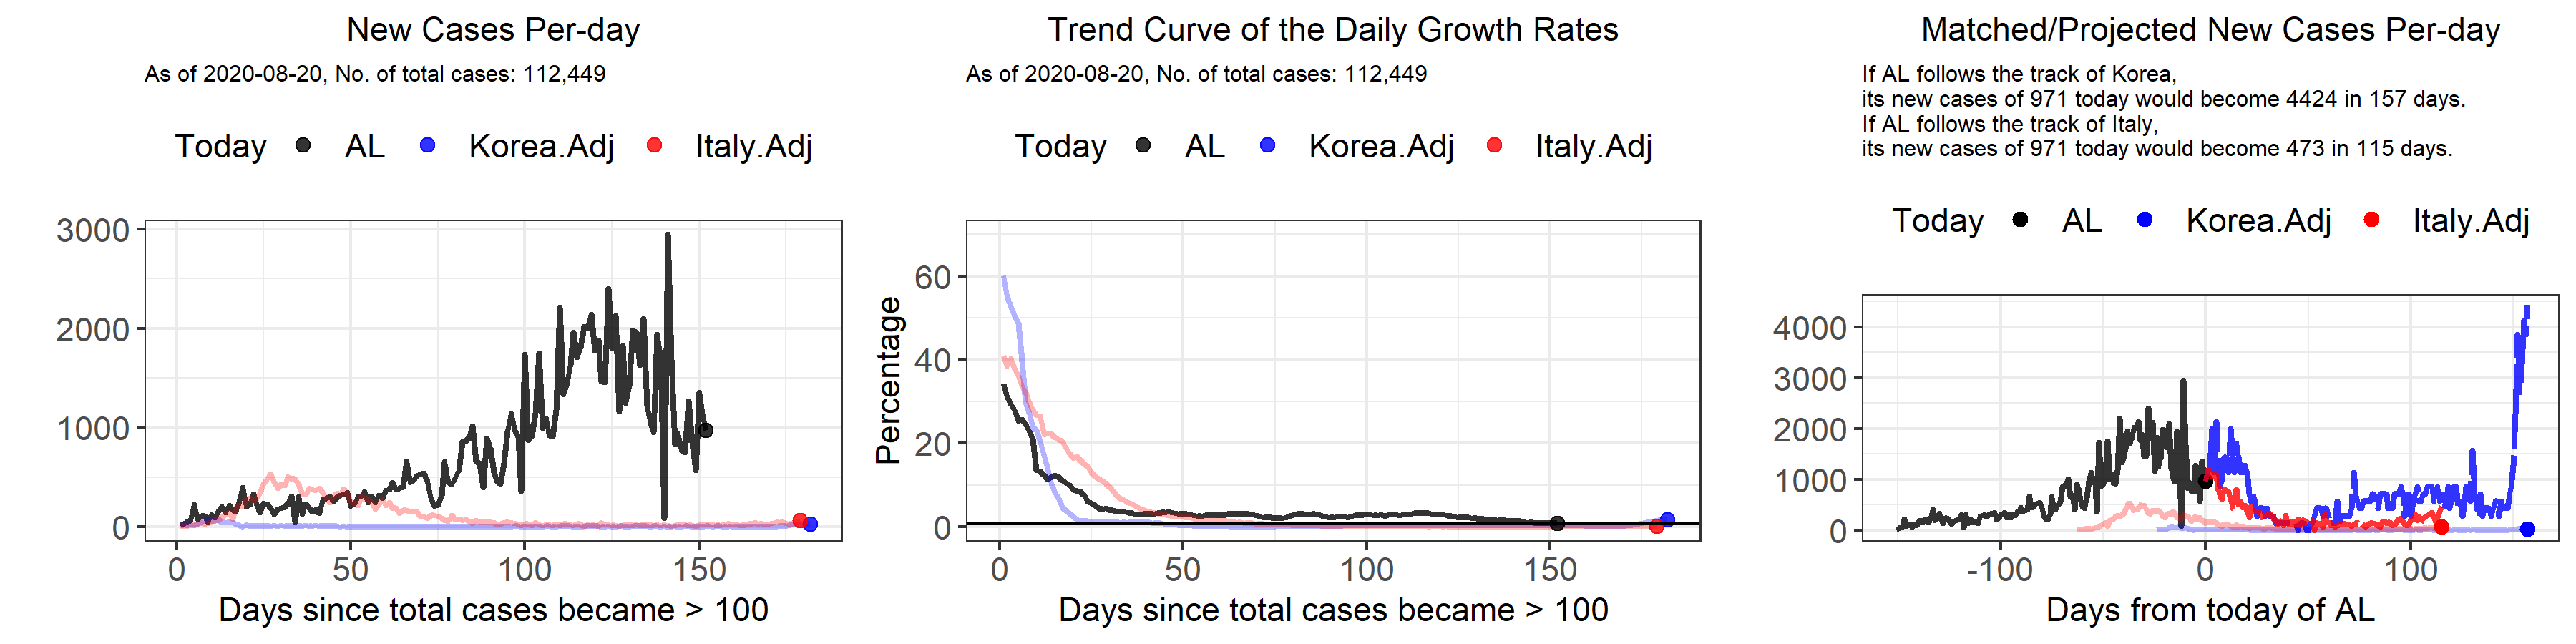 New Cases Per-day
As of 2020-08-20, No. of total cases: 112,449
Today AL Korea.Adj Italy.Adj
3000
2000
1000
0
0 50 100 150
Days since total cases became > 100
Trend Curve of the Daily Growth Rates
As of 2020-08-20, No. of total cases: 112,449
Today AL Korea.Adj Italy.Adj
Percentage
60
40
20
0
0 50 100 150
Days since total cases became > 100
Matched/Projected New Cases Per-day
If AL follows the track of Korea,
its new cases of 971 today would become 4424 in 157 days.
If AL follows the track of Italy,
its new cases of 971 today would become 473 in 115 days.
Today AL Korea.Adj Italy.Adj
4000
3000
2000
1000
0
-100 0 100
Days from today of AL